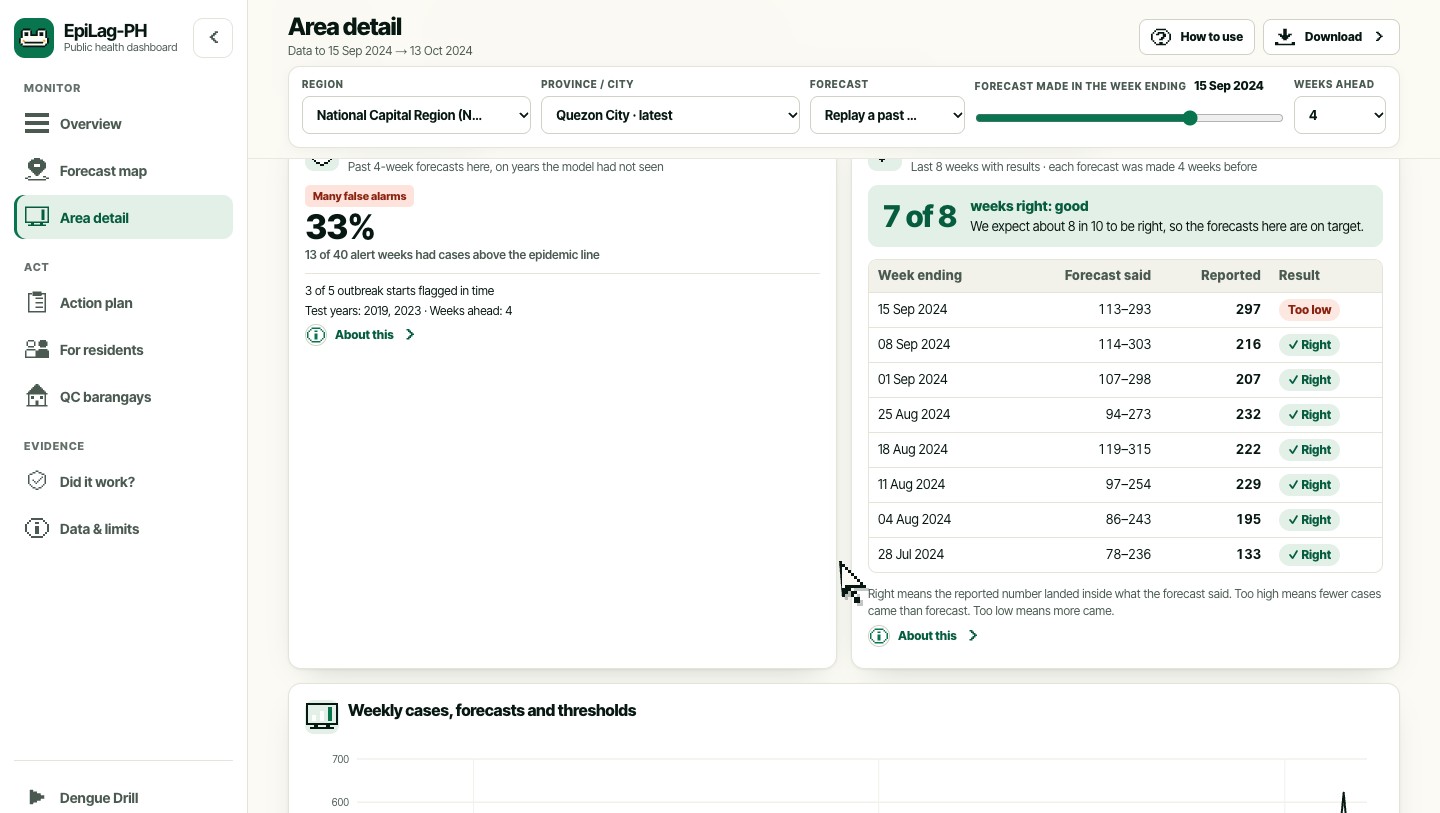 EpiLag-PH
Public health dashboard
MONITOR
Overview
Forecast map
Area detail
ACT
Action plan
For residents
QC barangays
EVIDENCE
Did it work?
Data & limits
Dengue Drill
Area detail
Data to 15 Sep 2024 → 13 Oct 2024
How to use
Download
REGION
PROVINCE / CITY
FORECAST
FORECAST MADE IN THE WEEK ENDING 15 Sep 2024
WEEKS AHEAD
National Capital Region (N...
Quezon City · latest
Replay a past ...
4
Past 4-week forecasts here, on years the model had not seen
Many false alarms
33%
13 of 40 alert weeks had cases above the epidemic line
3 of 5 outbreak starts flagged in time
Test years: 2019, 2023 · Weeks ahead: 4
About this
Last 8 weeks with results · each forecast was made 4 weeks before
7 of 8
weeks right: good
We expect about 8 in 10 to be right, so the forecasts here are on target.
Week ending Forecast said Reported Result
15 Sep 2024 113–293 297 Too low
08 Sep 2024 114–303 216 ✓ Right
01 Sep 2024 107–298 207 ✓ Right
25 Aug 2024 94–273 232 ✓ Right
18 Aug 2024 119–315 222 ✓ Right
11 Aug 2024 97–254 229 ✓ Right
04 Aug 2024 86–243 195 ✓ Right
28 Jul 2024 78–236 133 ✓ Right
Right means the reported number landed inside what the forecast said. Too high means fewer cases
came than forecast. Too low means more came.
About this
Weekly cases, forecasts and thresholds
700
600